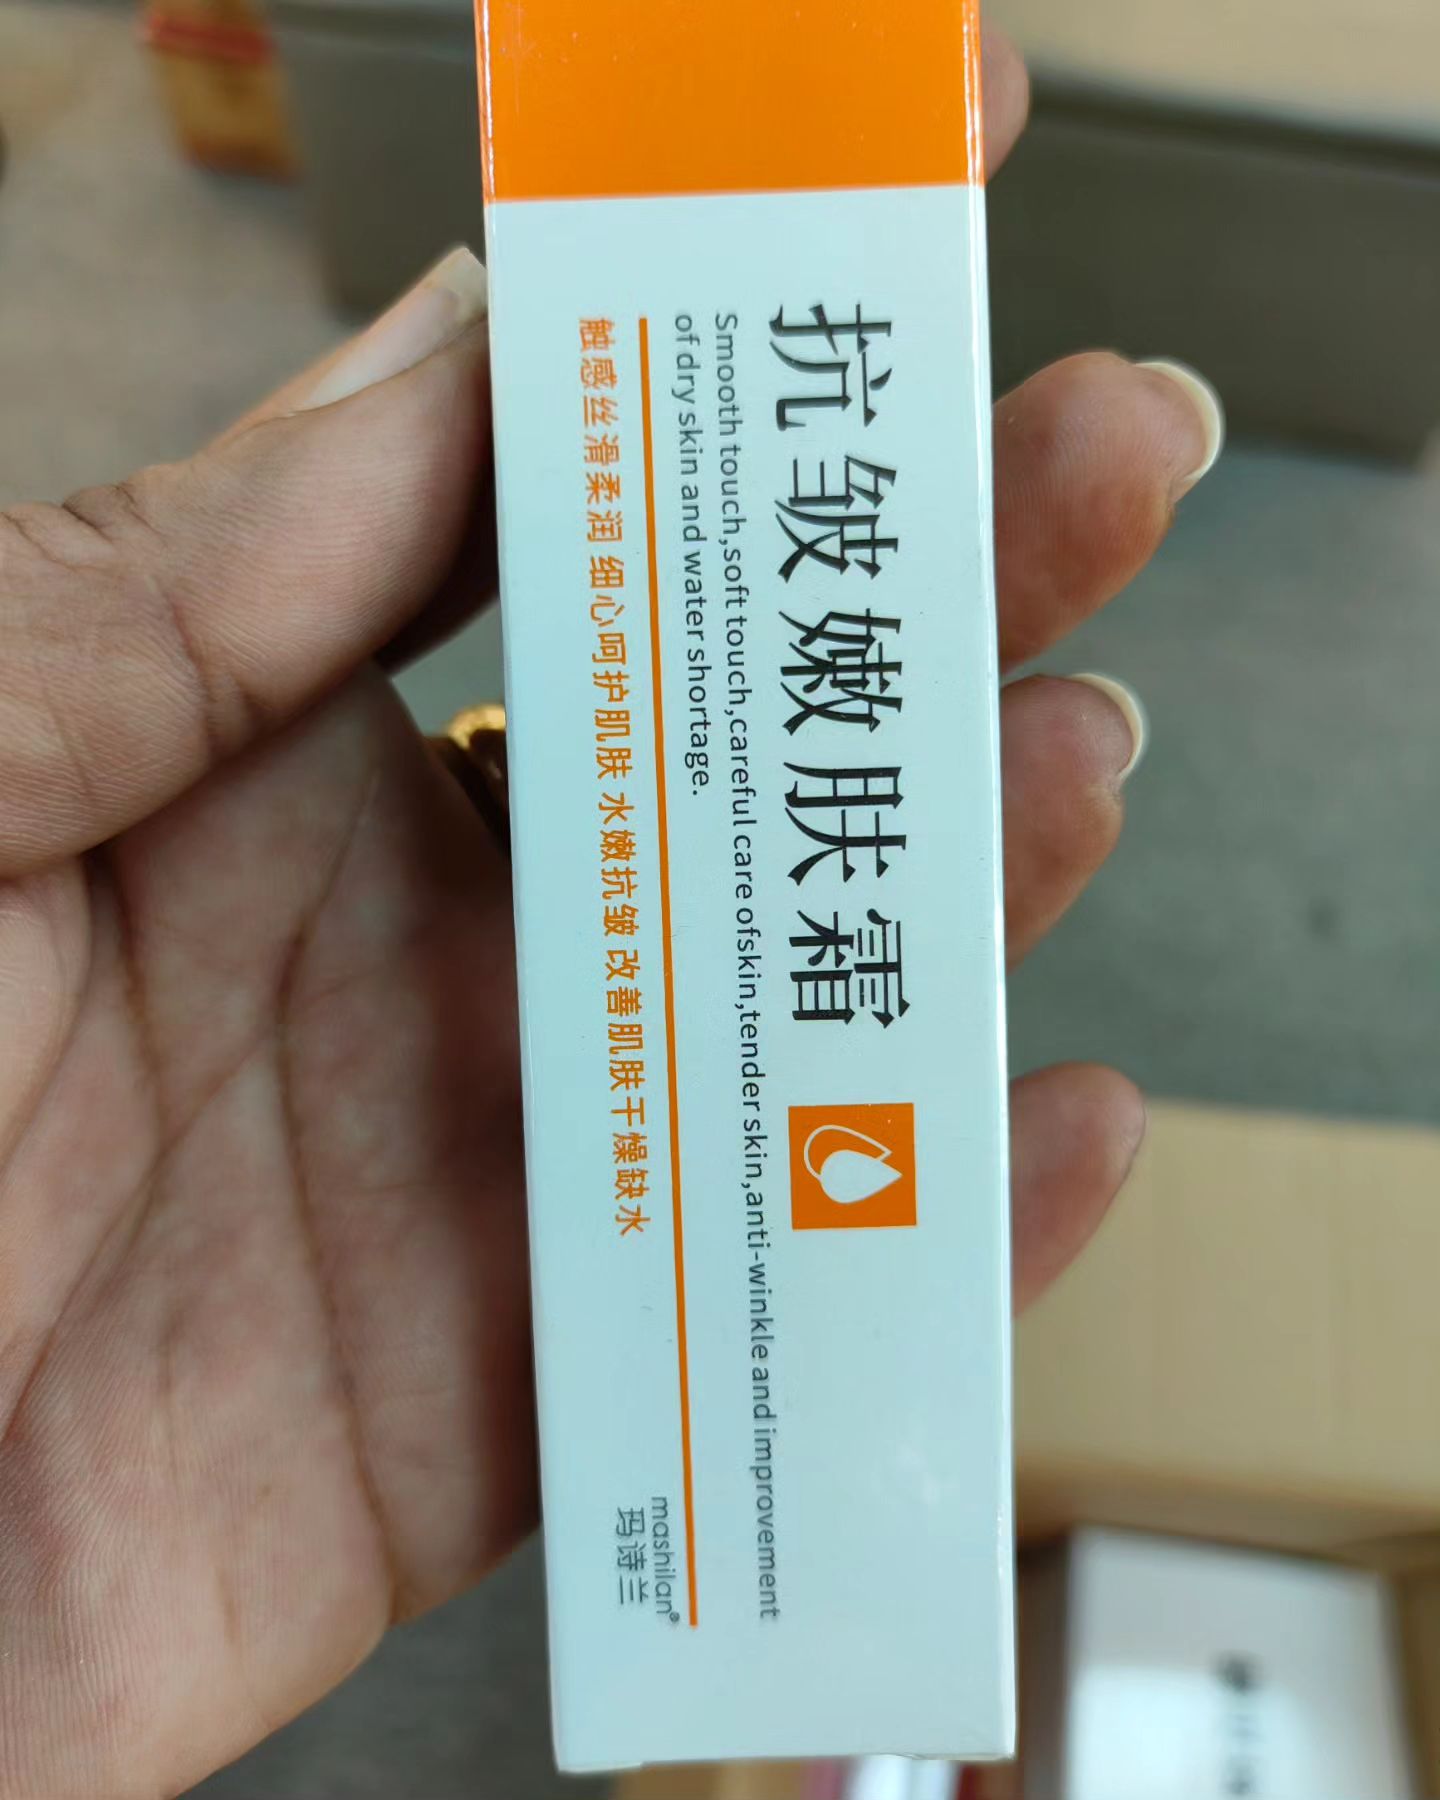 抗皱嫩肤霜
Smooth touch,soft touch,careful care ofskin,tender skin,anti-winkle and improvement
of dry skin and water shortage.
触感丝滑柔润 细心呵护肌肤 水嫩抗皱 改善肌肤干燥缺水
mashilan®
玛诗兰